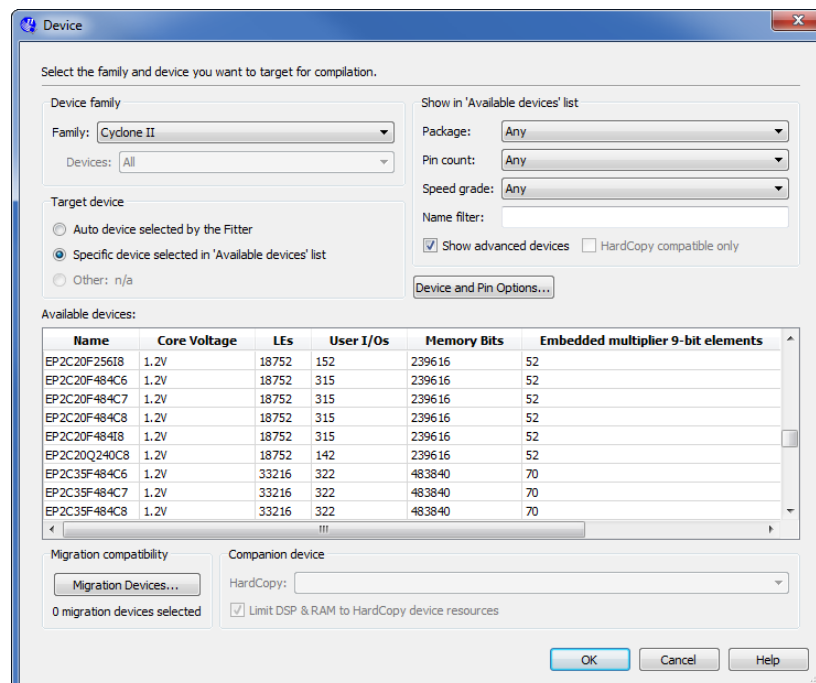 Device
Select the family and device you want to target for compilation.
Device family
Family: Cyclone II
Devices: All
Show in 'Available devices' list
Package: Any
Pin count: Any
Speed grade: Any
Name filter:
Show advanced devices HardCopy compatible only
Target device
Auto device selected by the Fitter
Specific device selected in 'Available devices' list
Other: n/a
Device and Pin Options...
Available devices:
Name Core Voltage LEs User I/Os Memory Bits Embedded multiplier 9-bit elements
EP2C20F256I8 1.2V 18752 152 239616 52
EP2C20F484C6 1.2V 18752 315 239616 52
EP2C20F484C7 1.2V 18752 315 239616 52
EP2C20F484C8 1.2V 18752 315 239616 52
EP2C20F484I8 1.2V 18752 315 239616 52
EP2C20Q240C8 1.2V 18752 142 239616 52
EP2C35F484C6 1.2V 33216 322 483840 70
EP2C35F484C7 1.2V 33216 322 483840 70
EP2C35F484C8 1.2V 33216 322 483840 70
Migration compatibility
Migration Devices...
0 migration devices selected
Companion device
HardCopy:
Limit DSP & RAM to HardCopy device resources
OK Cancel Help